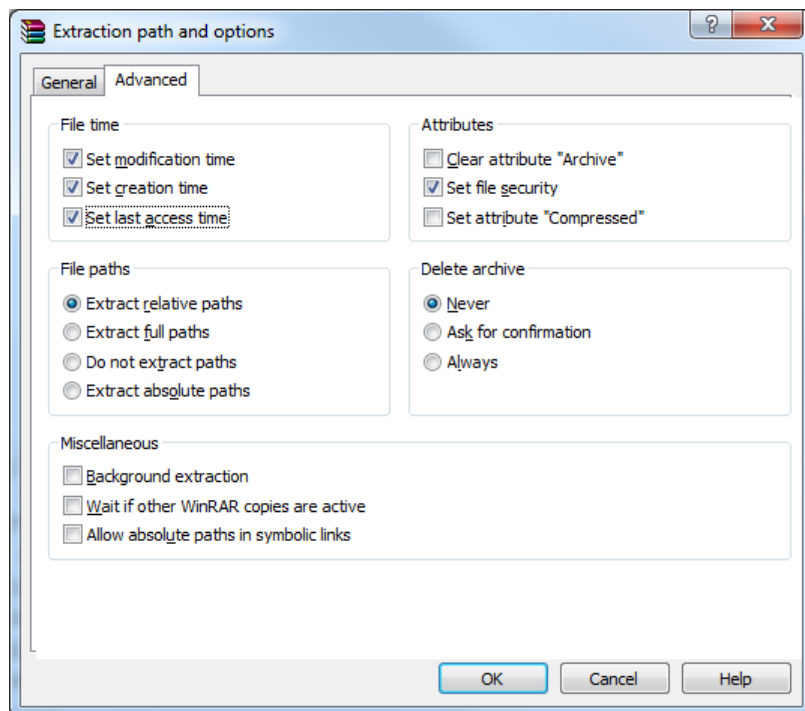 Extraction path and options
General
Advanced
File time
Set modification time
Set creation time
Set last access time
Attributes
Clear attribute "Archive"
Set file security
Set attribute "Compressed"
File paths
Extract relative paths
Extract full paths
Do not extract paths
Extract absolute paths
Delete archive
Never
Ask for confirmation
Always
Miscellaneous
Background extraction
Wait if other WinRAR copies are active
Allow absolute paths in symbolic links
OK
Cancel
Help